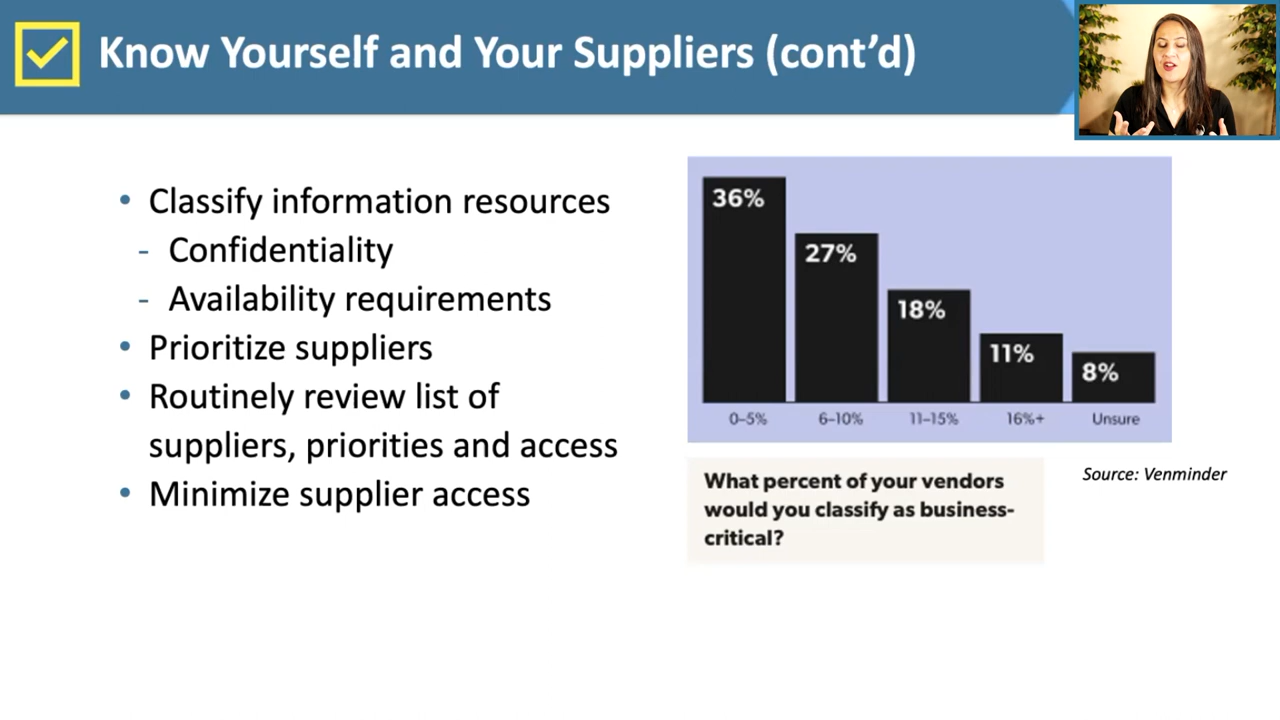 Know Yourself and Your Suppliers (cont’d)
• Classify information resources
- Confidentiality
- Availability requirements
• Prioritize suppliers
• Routinely review list of
suppliers, priorities and access
• Minimize supplier access
36%
27%
18%
11%
8%
0–5%
6–10%
11–15%
16%+
Unsure
What percent of your vendors
would you classify as business-
critical?
Source: Venminder